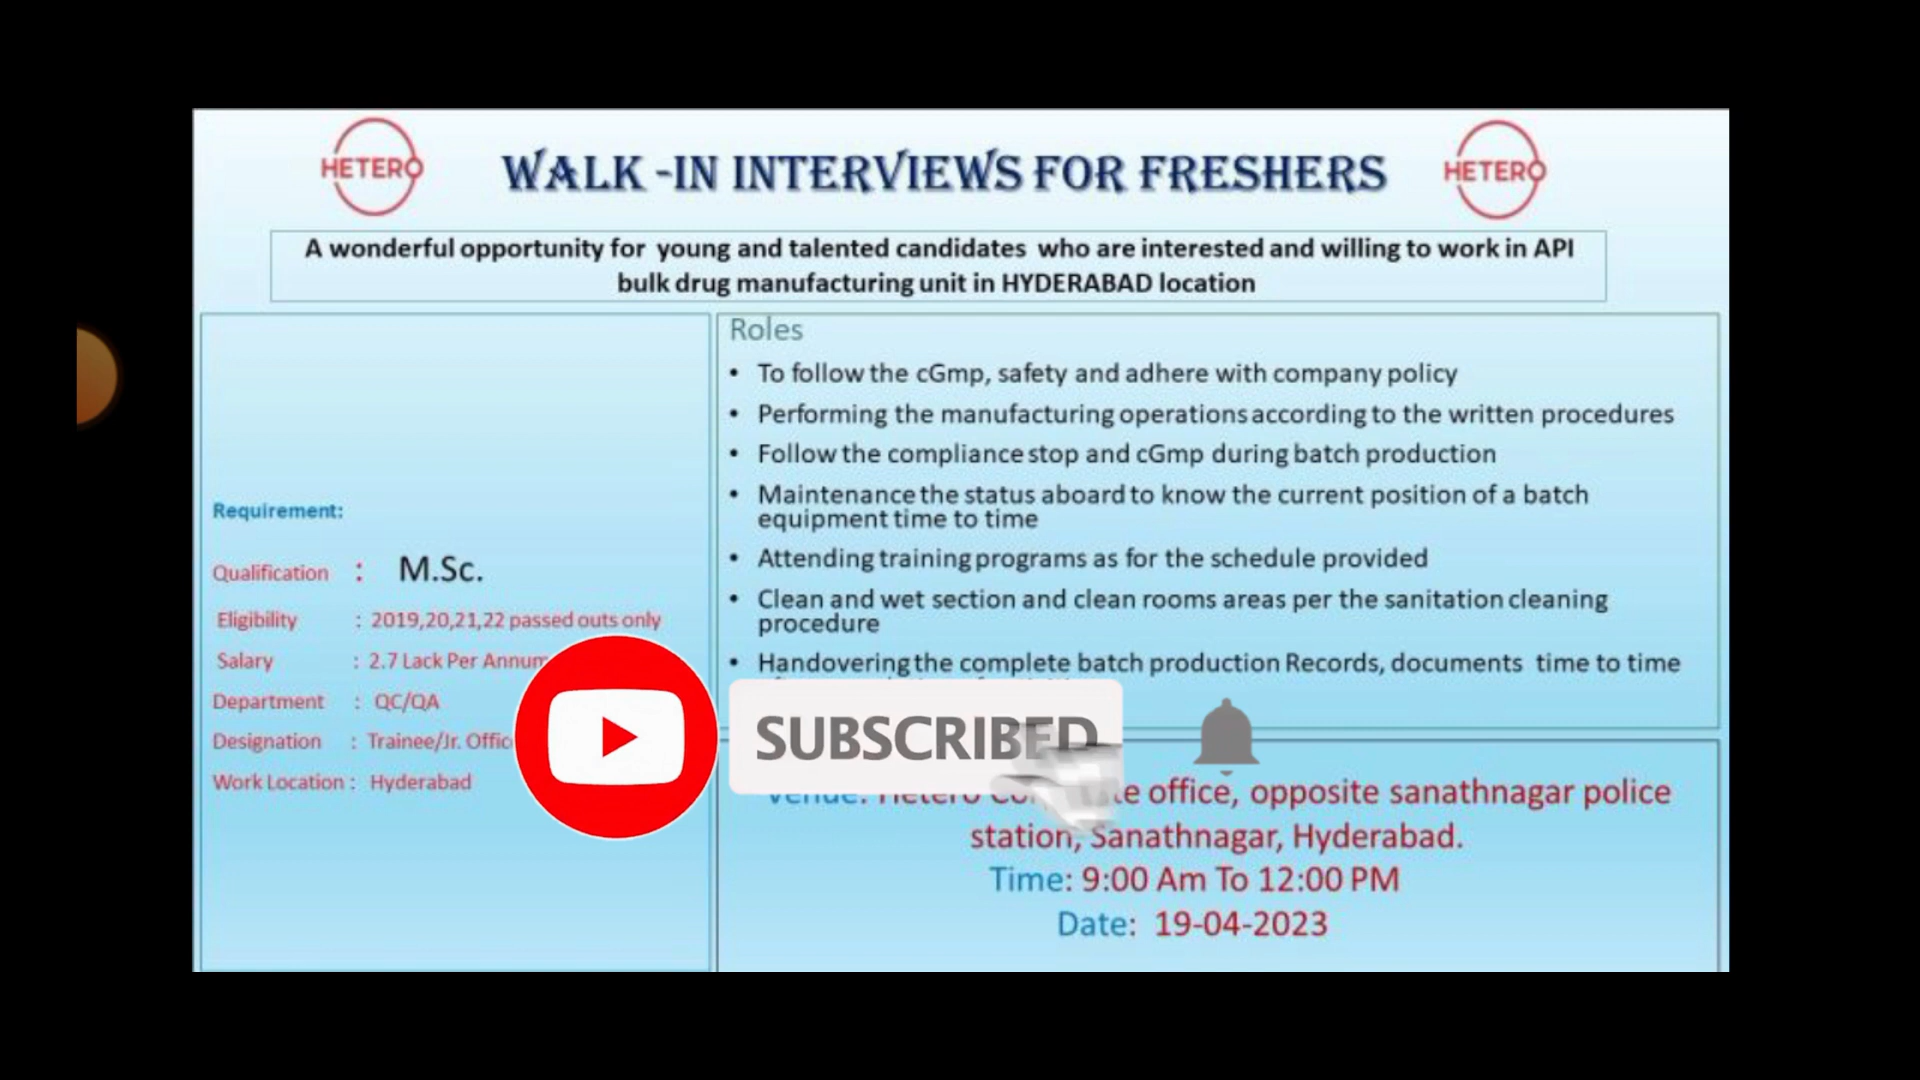 HETERO
WALK -IN INTERVIEWS FOR FRESHERS
HETERO
A wonderful opportunity for young and talented candidates who are interested and willing to work in API
bulk drug manufacturing unit in HYDERABAD location
Requirement:
Qualification : M.Sc.
Eligibility : 2019,20,21,22 passed outs only
Salary : 2.7 Lack Per Annum
Department : QC/QA
Designation : Trainee/Jr.
Work Location : Hyderabad
Roles
• To follow the cGmp, safety and adhere with company policy
• Performing the manufacturing operations according to the written procedures
• Follow the compliance stop and cGmp during batch production
• Maintenance the status aboard to know the current position of a batch
equipment time to time
• Attending training programs as for the schedule provided
• Clean and wet section and clean rooms areas per the sanitation cleaning
procedure
• Handovering the complete batch production Records, documents time to time
SUBSCRIBED
Venue: Hetero office, opposite sanathnagar police
station, Sanathnagar, Hyderabad.
Time: 9:00 Am To 12:00 PM
Date: 19-04-2023